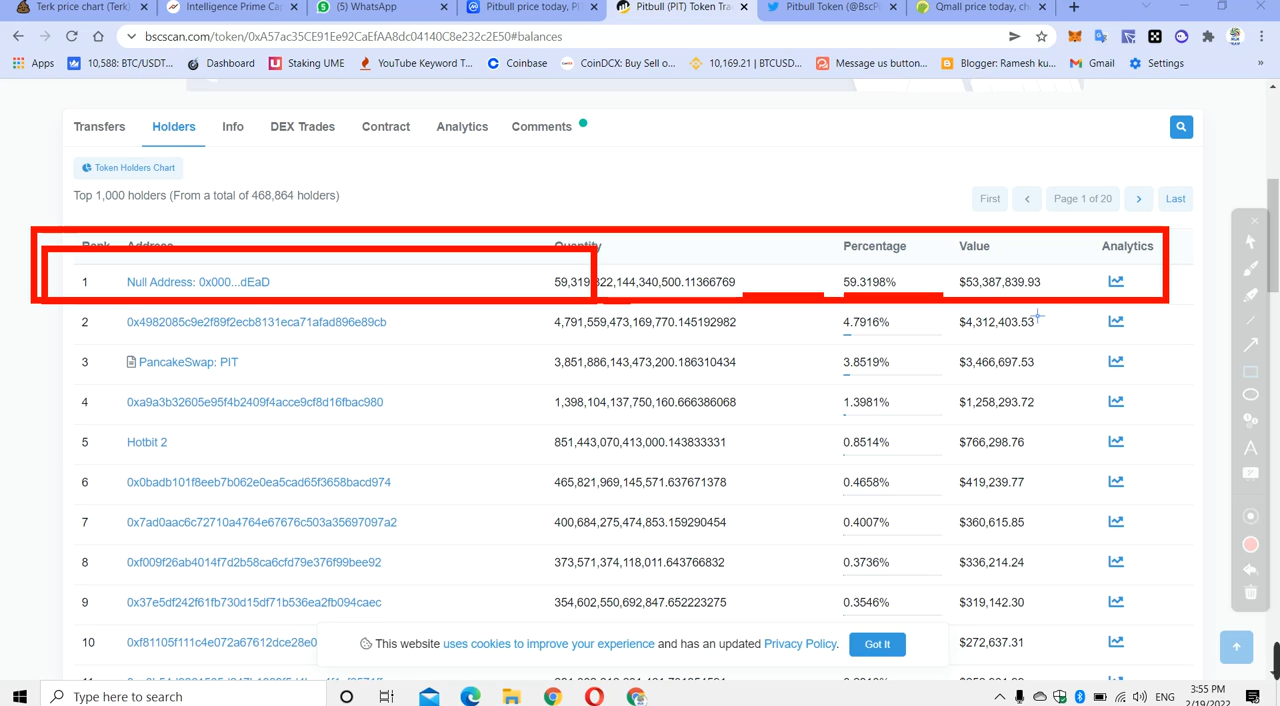 Terk price today, chart (Terk)
Intelligence Prime Ca
(5) WhatsApp
Pitbull price today, PI
Pitbull (PIT) Token Tra
Pitbull Token (@BscPi
Qmall price today, ch
bscscan.com/token/0xA57ac35CE91Ee92CaEfAA8dc04140C8e232c2E50#balances
Apps
10,588: BTC/USDT...
Dashboard
Staking UME
YouTube Keyword T...
Coinbase
CoinDCX: Buy Sell o...
10,169.21 | BTCUSD...
Message us button...
Blogger: Ramesh ku...
Gmail
Settings
Transfers Holders Info DEX Trades Contract Analytics Comments
Token Holders Chart
Top 1,000 holders (From a total of 468,864 holders)
First Page 1 of 20 Last
Rank Address Quantity Percentage Value Analytics
1 Null Address: 0x000...dEaD 59,319,322,144,340,500.11366769 59.3198% $53,387,839.93
2 0x4982085c9e2f89f2ecb8131eca71afad896e89cb 4,791,559,473,169,770.145192982 4.7916% $4,312,403.53
3 PancakeSwap: PIT 3,851,886,143,473,200.186310434 3.8519% $3,466,697.53
4 0xa9a3b32605e95f4b2409f4acce9cf8d16fbac980 1,398,104,137,750,160.666386068 1.3981% $1,258,293.72
5 Hotbit 2 851,443,070,413,000.143833331 0.8514% $766,298.76
6 0x0badb101f8eeb7b062e0ea5cad65f3658bacd974 465,821,969,145,571.637671378 0.4658% $419,239.77
7 0x7ad0aac6c72710a4764e67676c503a35697097a2 400,684,275,474,853.159290454 0.4007% $360,615.85
8 0xf009f26ab4014f7d2b58ca6cfd79e376f99bee92 373,571,374,118,011.643766832 0.3736% $336,214.24
9 0x37e5df242f61fb730d15df71b536ea2fb094caec 354,602,550,692,847.652223275 0.3546% $319,142.30
10 0xf81105f111c4e072a67612dce28e0 $272,637.31
This website uses cookies to improve your experience and has an updated Privacy Policy. Got It
Type here to search
ENG
3:55 PM
2/19/2022